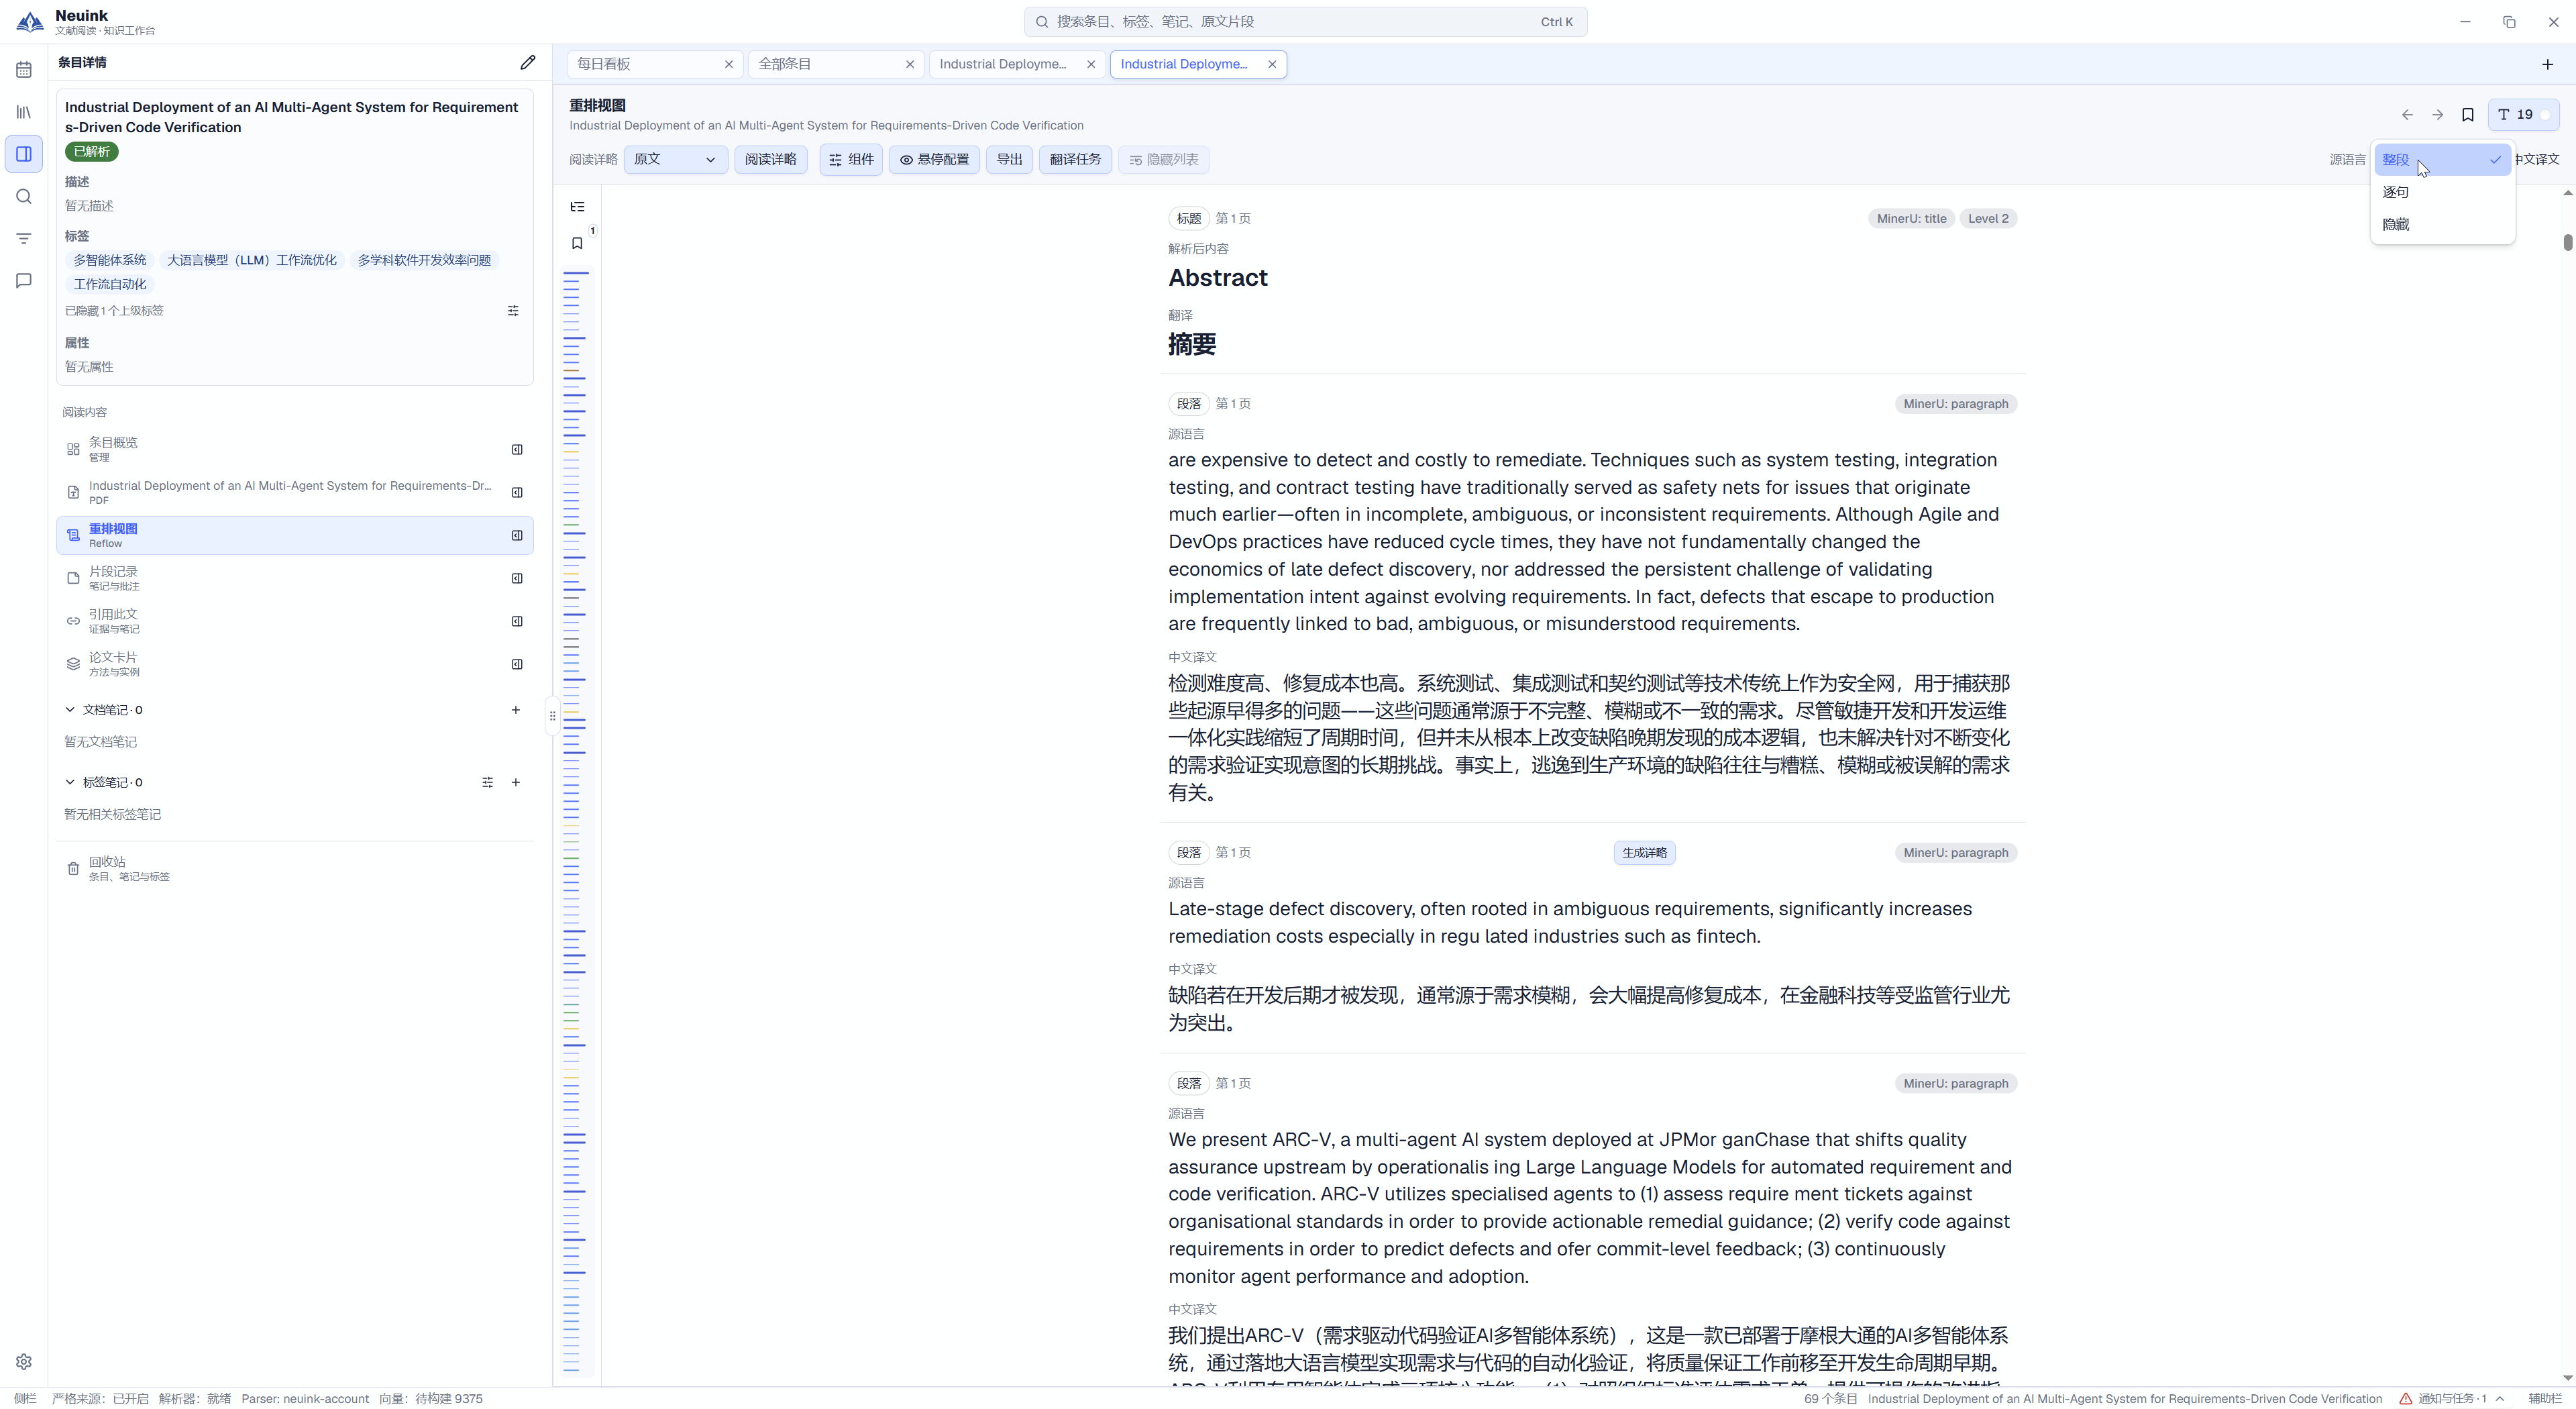 Neuink
文献阅读·知识工作台
搜索条目、标签、笔记、原文片段
Ctrl K
条目详情
每日看板
全部条目
Industrial Deployme...
Industrial Deployme...
Industrial Deployment of an AI Multi-Agent System for Requirement
s-Driven Code Verification
已解析
描述
暂无描述
标签
多智能体系统
大语言模型（LLM）工作流优化
多学科软件开发效率问题
工作流自动化
已隐藏 1 个上级标签
属性
暂无属性
阅读内容
条目概览
管理
Industrial Deployment of an AI Multi-Agent System for Requirements-Dr...
PDF
重排视图
Reflow
片段记录
笔记与批注
引用此文
证据与笔记
论文卡片
方法与实例
文档笔记 · 0
暂无文档笔记
标签笔记 · 0
暂无相关标签笔记
回收站
条目、笔记与标签
重排视图
Industrial Deployment of an AI Multi-Agent System for Requirements-Driven Code Verification
19
阅读详略
原文
阅读详略
组件
悬停配置
导出
翻译任务
隐藏列表
源语言
中文译文
整段
逐句
隐藏
1
标题
第 1 页
MinerU: title
Level 2
解析后内容
Abstract
翻译
摘要
段落
第 1 页
MinerU: paragraph
源语言
are expensive to detect and costly to remediate. Techniques such as system testing, integration
testing, and contract testing have traditionally served as safety nets for issues that originate
much earlier—often in incomplete, ambiguous, or inconsistent requirements. Although Agile and
DevOps practices have reduced cycle times, they have not fundamentally changed the
economics of late defect discovery, nor addressed the persistent challenge of validating
implementation intent against evolving requirements. In fact, defects that escape to production
are frequently linked to bad, ambiguous, or misunderstood requirements.
中文译文
检测难度高、修复成本也高。系统测试、集成测试和契约测试等技术传统上作为安全网，用于捕获那
些起源早得多的问题——这些问题通常源于不完整、模糊或不一致的需求。尽管敏捷开发和开发运维
一体化实践缩短了周期时间，但并未从根本上改变缺陷晚期发现的成本逻辑，也未解决针对不断变化
的需求验证实现意图的长期挑战。事实上，逃逸到生产环境的缺陷往往与糟糕、模糊或被误解的需求
有关。
段落
第 1 页
生成详略
MinerU: paragraph
源语言
Late-stage defect discovery, often rooted in ambiguous requirements, significantly increases
remediation costs especially in regu lated industries such as fintech.
中文译文
缺陷若在开发后期才被发现，通常源于需求模糊，会大幅提高修复成本，在金融科技等受监管行业尤
为突出。
段落
第 1 页
MinerU: paragraph
源语言
We present ARC-V, a multi-agent AI system deployed at JPMor ganChase that shifts quality
assurance upstream by operationalis ing Large Language Models for automated requirement and
code verification. ARC-V utilizes specialised agents to (1) assess require ment tickets against
organisational standards in order to provide actionable remedial guidance; (2) verify code against
requirements in order to predict defects and ofer commit-level feedback; (3) continuously
monitor agent performance and adoption.
中文译文
我们提出ARC-V（需求驱动代码验证AI多智能体系统），这是一款已部署于摩根大通的AI多智能体系
统，通过落地大语言模型实现需求与代码的自动化验证，将质量保证工作前移至开发生命周期早期。
侧栏
严格来源：已开启
解析器：就绪
Parser: neuink-account
向量：待构建 9375
69 个条目
Industrial Deployment of an AI Multi-Agent System for Requirements-Driven Code Verification
通知与任务 · 1
辅助栏